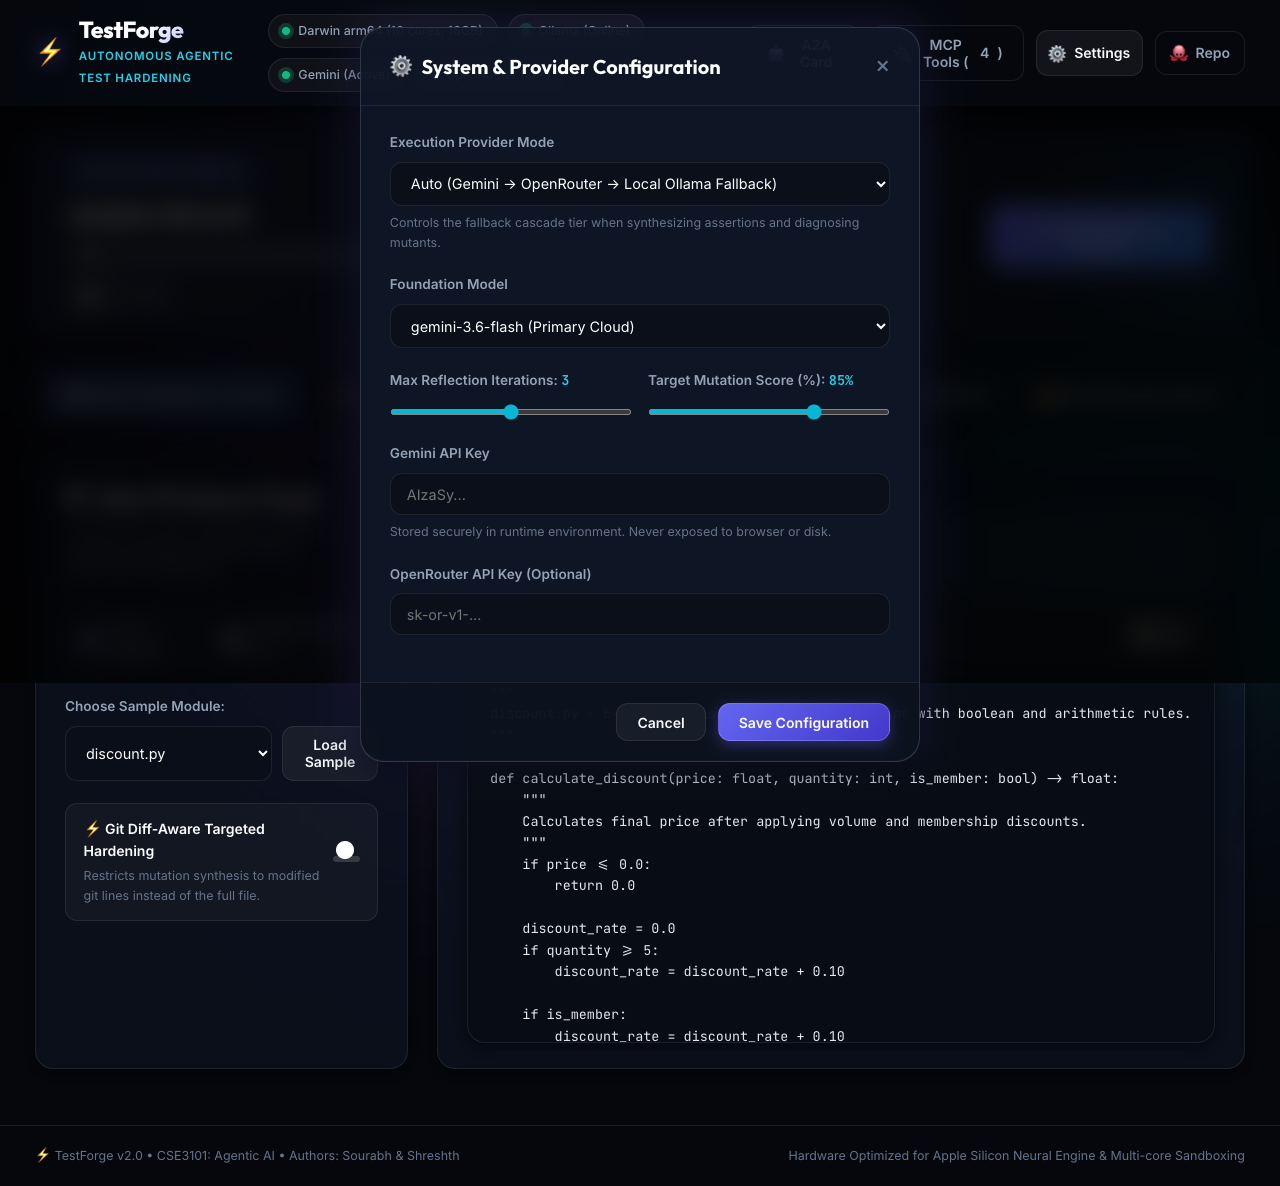 TestForge
AUTONOMOUS AGENTIC
TEST HARDENING
Darwin arm64
Gemini
A2A
Card
MCP
Tools ( 4 )
Settings
Repo
System & Provider Configuration
✕
Execution Provider Mode
Auto (Gemini → OpenRouter → Local Ollama Fallback)
Controls the fallback cascade tier when synthesizing assertions and diagnosing
mutants.
Foundation Model
gemini-3.6-flash (Primary Cloud)
Max Reflection Iterations: 3
Target Mutation Score (%): 85%
Gemini API Key
AIzaSy...
Stored securely in runtime environment. Never exposed to browser or disk.
OpenRouter API Key (Optional)
sk-or-v1-...
Cancel
Save Configuration
Choose Sample Module:
discount.py
Load
Sample
⚡ Git Diff-Aware Targeted
Hardening
Restricts mutation synthesis to modified
git lines instead of the full file.
with boolean and arithmetic rules.
def calculate_discount(price: float, quantity: int, is_member: bool) -> float:
"""
Calculates final price after applying volume and membership discounts.
"""
if price <= 0.0:
return 0.0
discount_rate = 0.0
if quantity >= 5:
discount_rate = discount_rate + 0.10
if is_member:
discount_rate = discount_rate + 0.10
⚡ TestForge v2.0 • CSE3101: Agentic AI • Authors: Sourabh & Shreshth
Hardware Optimized for Apple Silicon Neural Engine & Multi-core Sandboxing